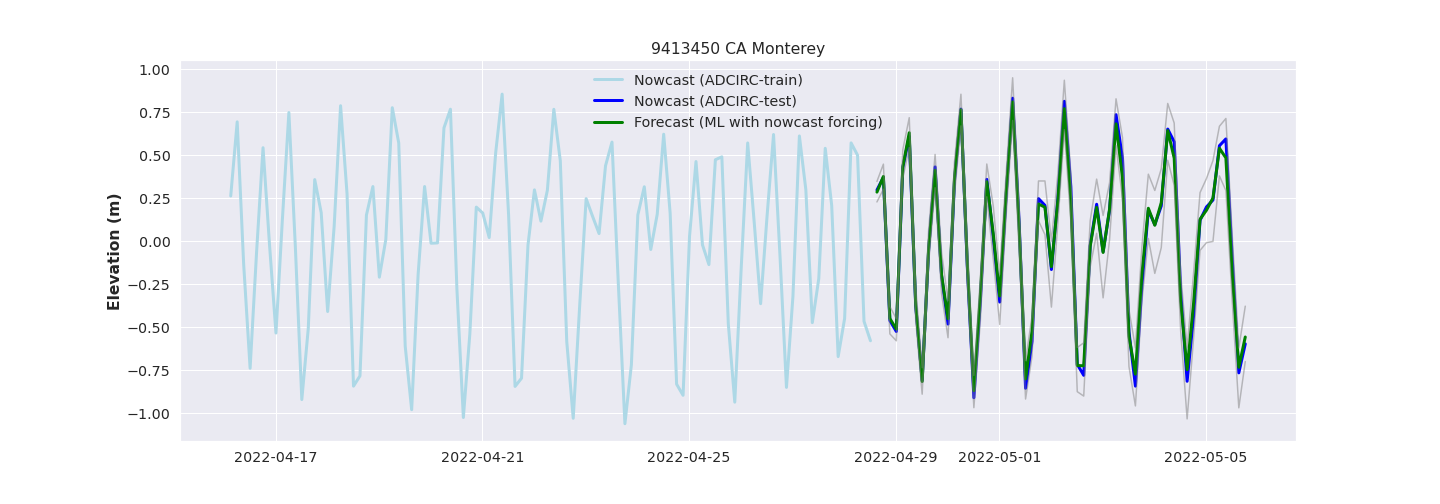 9413450 CA Monterey
Nowcast (ADCIRC-train)
Nowcast (ADCIRC-test)
Forecast (ML with nowcast forcing)
Elevation (m)
1.00
0.75
0.50
0.25
0.00
−0.25
−0.50
−0.75
−1.00
2022-04-17 2022-04-21 2022-04-25 2022-04-29 2022-05-01 2022-05-05